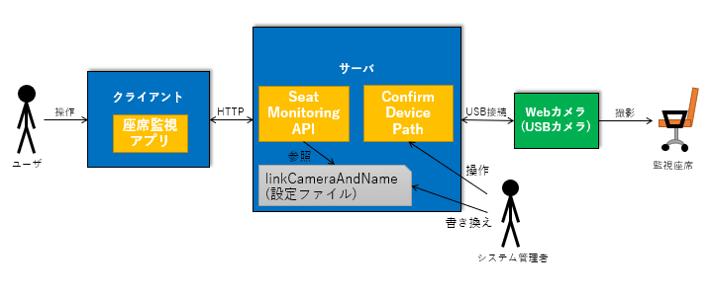 ユーザ
操作
クライアント
座席監視
アプリ
HTTP
サーバ
Seat
Monitoring
API
Confirm
Device
Path
参照
linkCameraAndName
(設定ファイル)
USB接続
Webカメラ
(USBカメラ)
撮影
監視座席
操作
書き換え
システム管理者